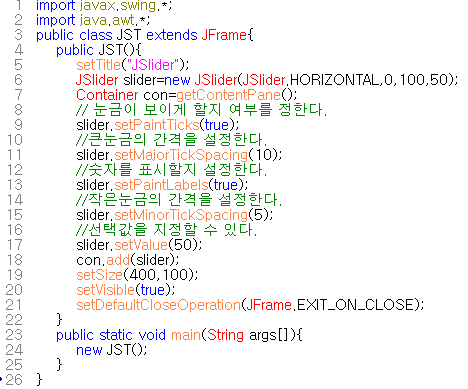 1 import javax.swing.*;
2 import java.awt.*;
3 public class JST extends JFrame{
4 public JST(){
5 setTitle("JSlider");
6 JSlider slider=new JSlider(JSlider.HORIZONTAL,0,100,50);
7 Container con=getContentPane();
8 // 눈금이 보이게 할지 여부를 정한다.
9 slider.setPaintTicks(true);
10 //큰눈금의 간격을 설정한다.
11 slider.setMajorTickSpacing(10);
12 //숫자를 표시할지 설정한다.
13 slider.setPaintLabels(true);
14 //작은눈금의 간격을 설정한다.
15 slider.setMinorTickSpacing(5);
16 //선택값을 지정할 수 있다.
17 slider.setValue(50);
18 con.add(slider);
19 setSize(400,100);
20 setVisible(true);
21 setDefaultCloseOperation(JFrame.EXIT_ON_CLOSE);
22 }
23 public static void main(String args[]){
24 new JST();
25 }
26 }